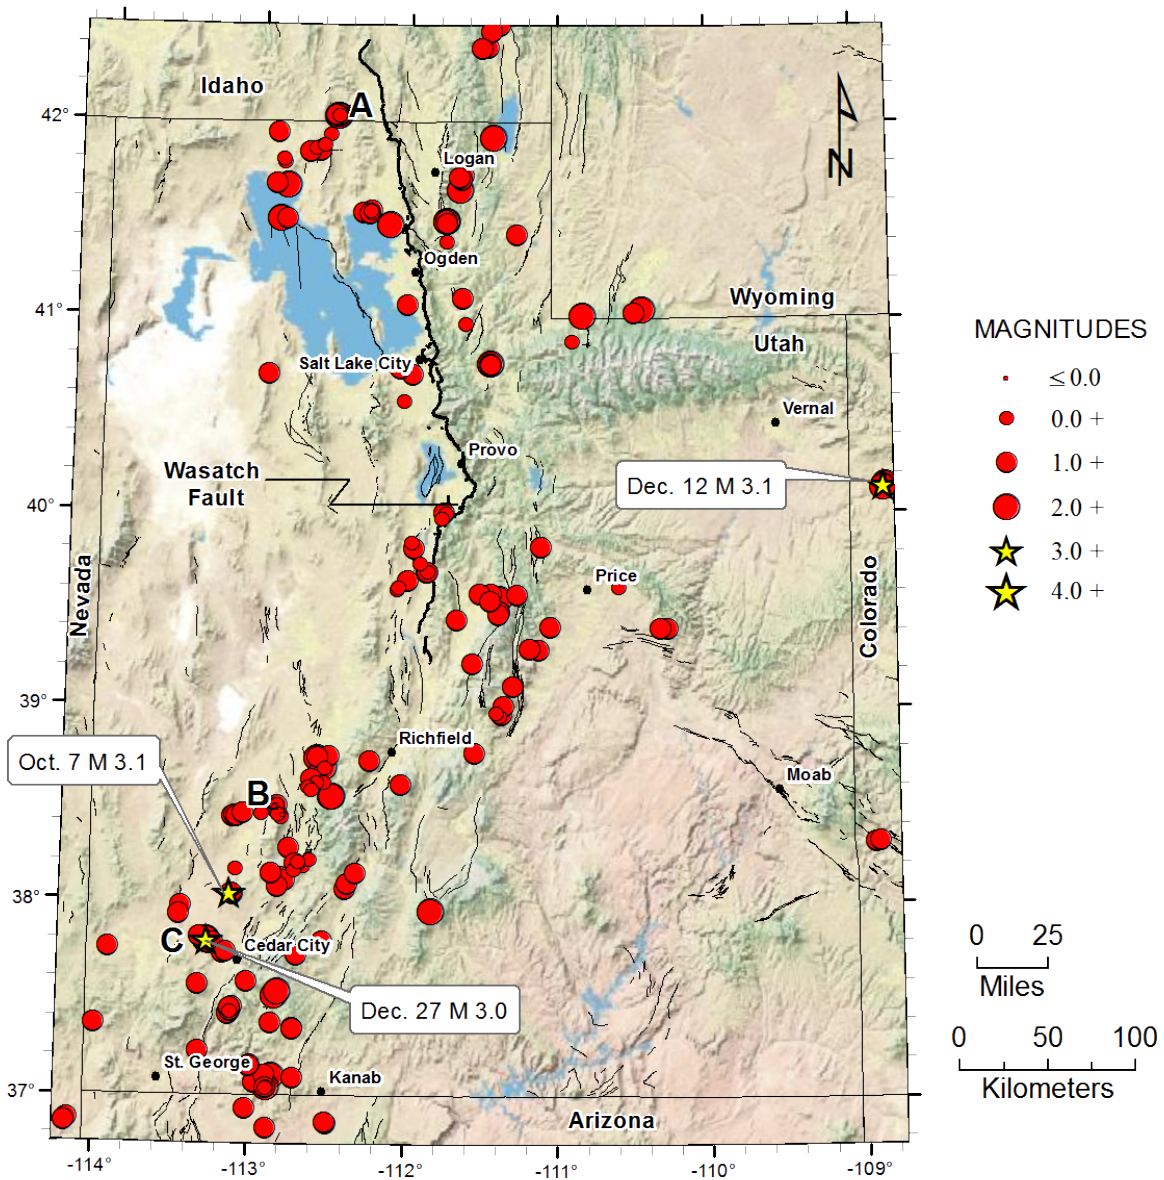 Idaho
A
42°
Logan
N
Ogden
41°
Wyoming
Utah
Salt Lake City
Vernal
Wasatch
Fault
Provo
Dec. 12 M 3.1
40°
Nevada
Price
Colorado
39°
Richfield
Oct. 7 M 3.1
B
Moab
38°
C
Cedar City
Dec. 27 M 3.0
St. George
Kanab
37°
Arizona
-114°
-113°
-112°
-111°
-110°
-109°
MAGNITUDES
≤ 0.0
0.0 +
1.0 +
2.0 +
3.0 +
4.0 +
0 25
Miles
0 50 100
Kilometers